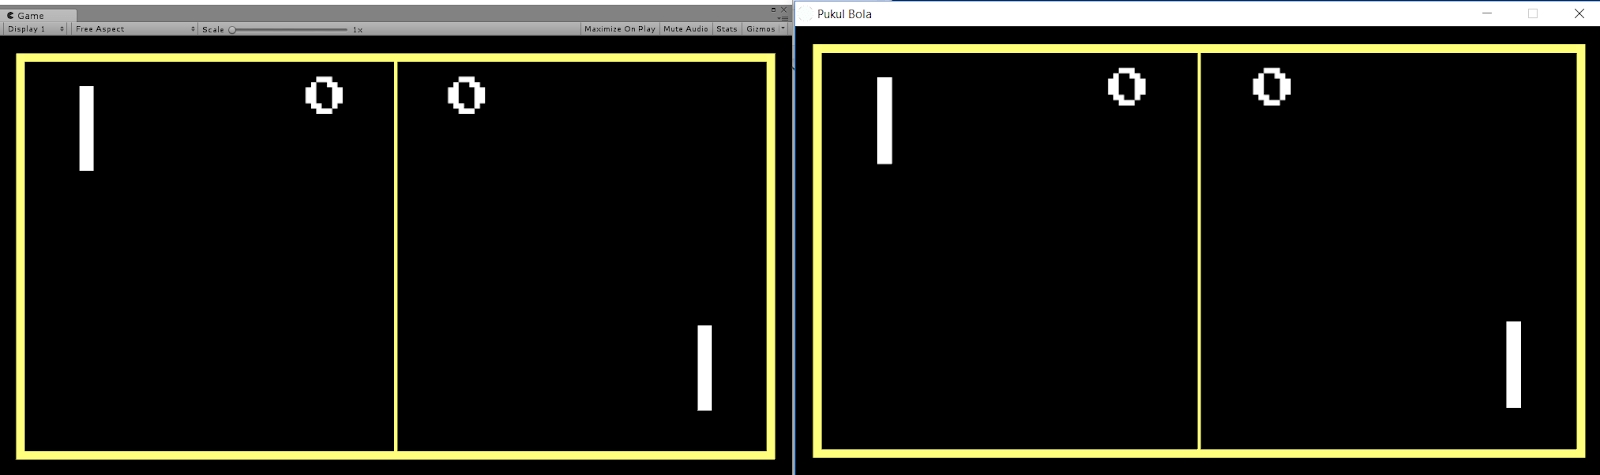 Game
Display 1 Free Aspect Scale 1x Maximize On Play Mute Audio Stats Gizmos
0 0
Pukul Bola
0 0